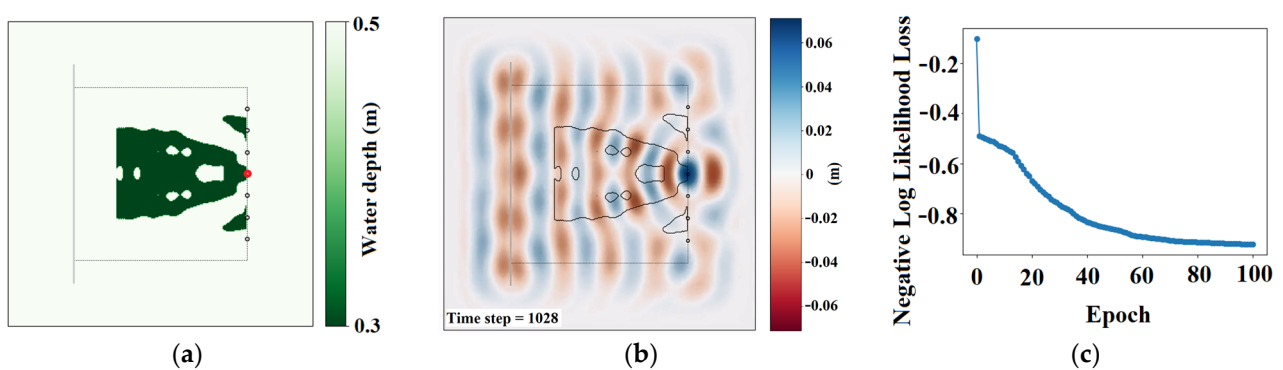 0.5
Water depth (m)
0.3
(a)
Time step = 1028
0.06
0.04
0.02
0
-0.02
-0.04
-0.06
(m)
(b)
Negative Log Likelihood Loss
-0.2
-0.4
-0.6
-0.8
0
20
40
60
80
100
Epoch
(c)